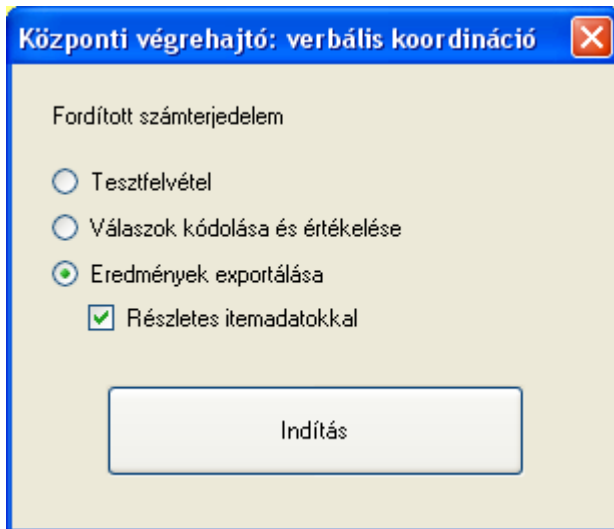 Központi végrehajtó: verbális koordináció
Fordított számterjedelem
Tesztfelvétel
Válaszok kódolása és értékelése
Eredmények exportálása
Részletes itemadatokkal
Indítás